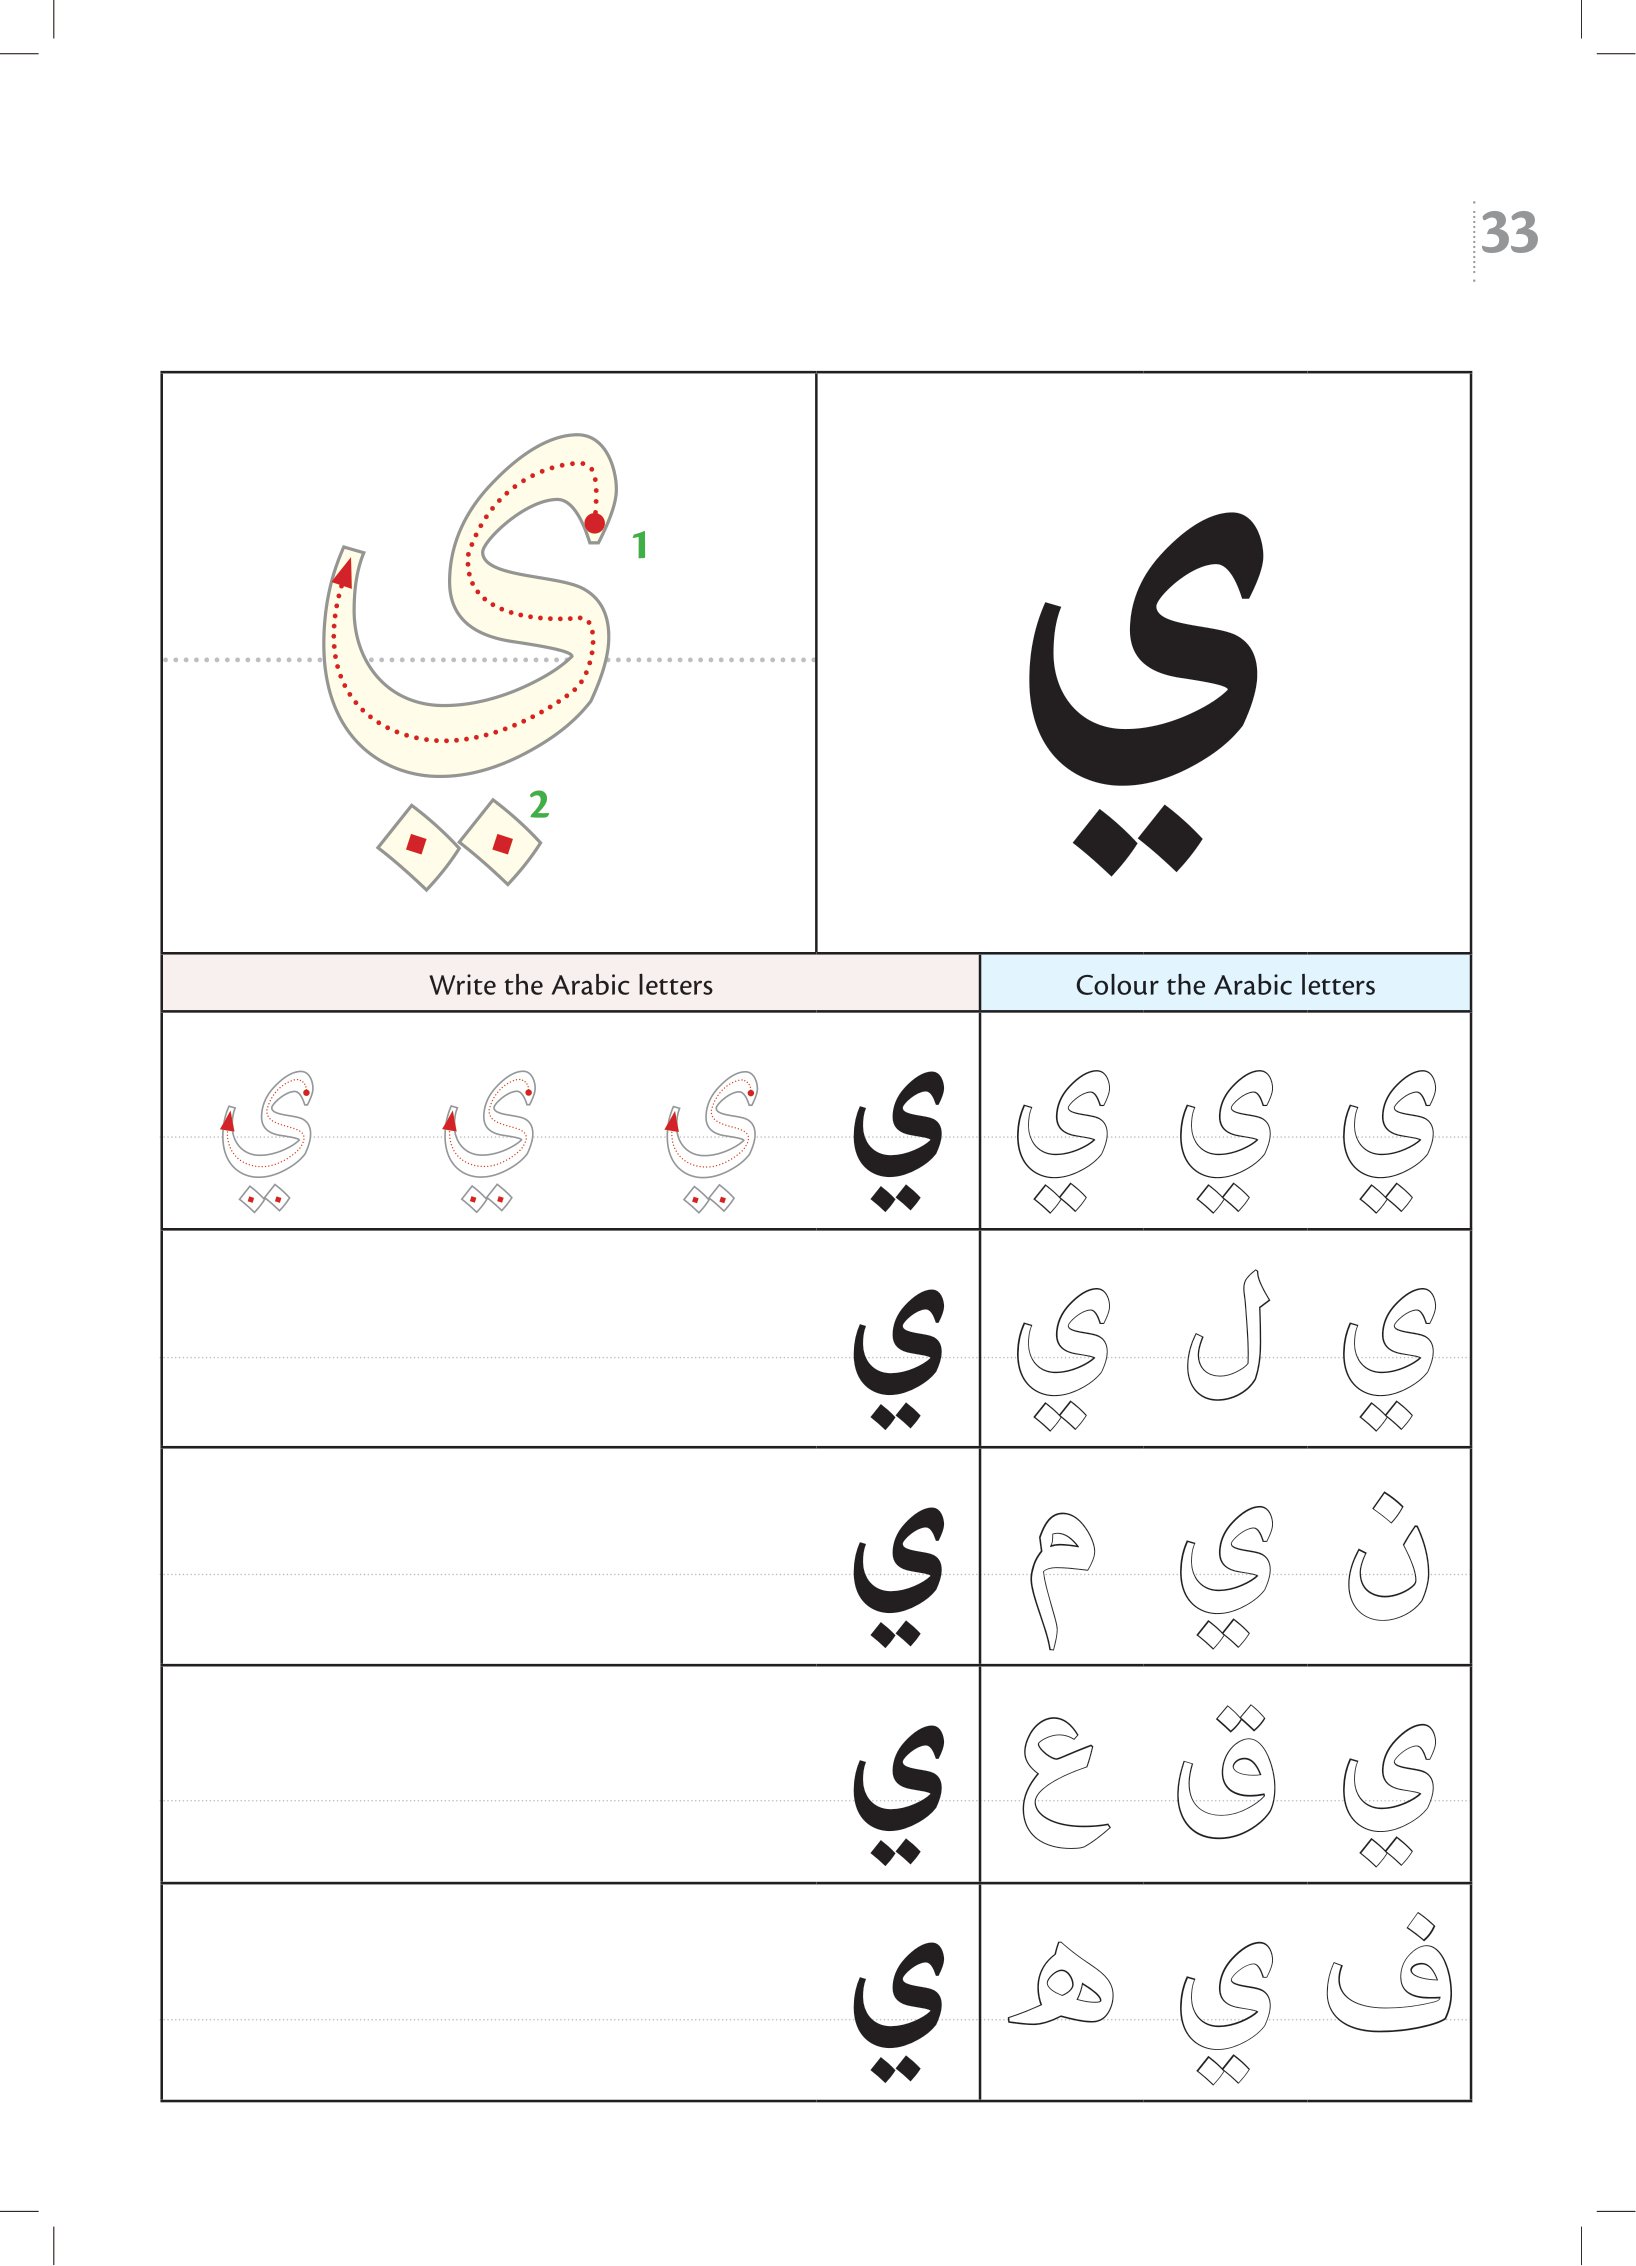 33
1
ي
2
ي
Write the Arabic letters
Colour the Arabic letters
ي ي ي ي ي ي ي
ي ل ي ي
ن ي م ي
ي ق ع ي
ف ي ه ي